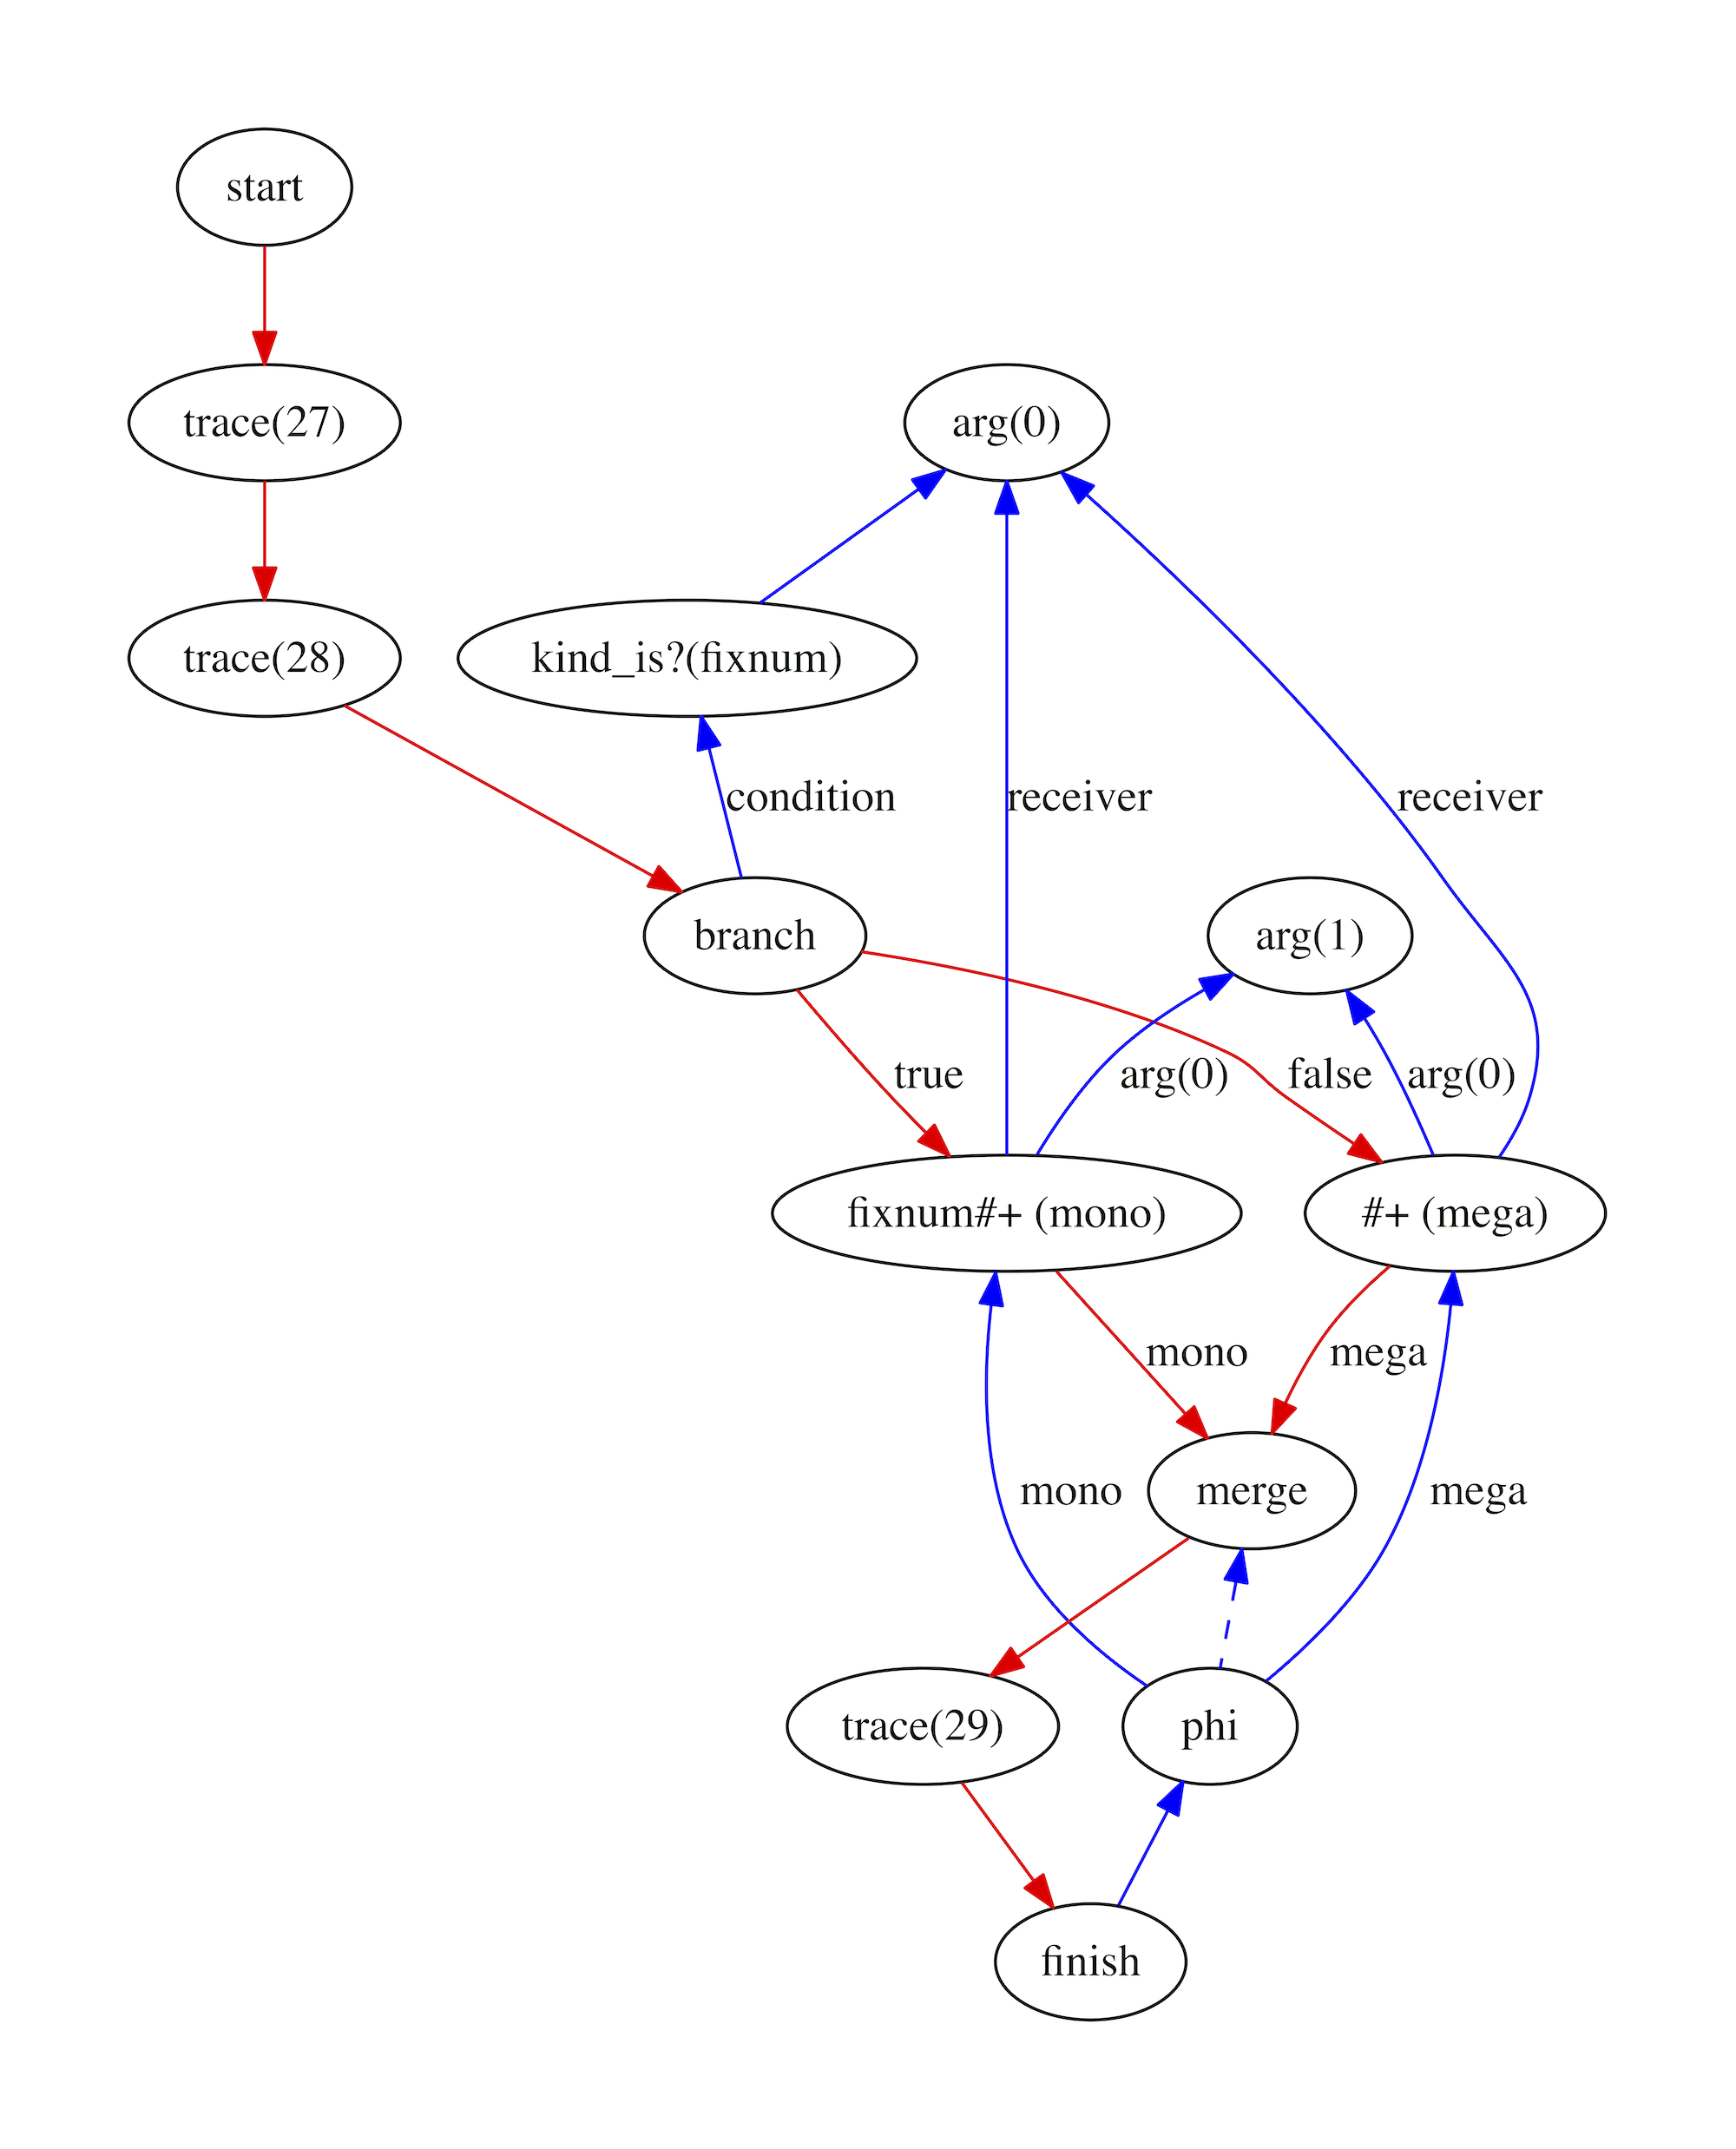 start
trace(27)
arg(0)
trace(28)
kind_is?(fixnum)
condition
receiver
receiver
branch
arg(1)
true
arg(0)
false
arg(0)
fixnum#+ (mono)
#+ (mega)
mono
mega
mono
merge
mega
trace(29)
phi
finish